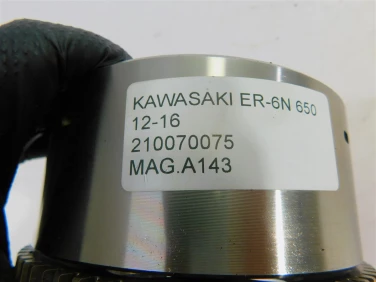 KAWASAKI ER-6N 650
12-16
210070075
MAG.A143